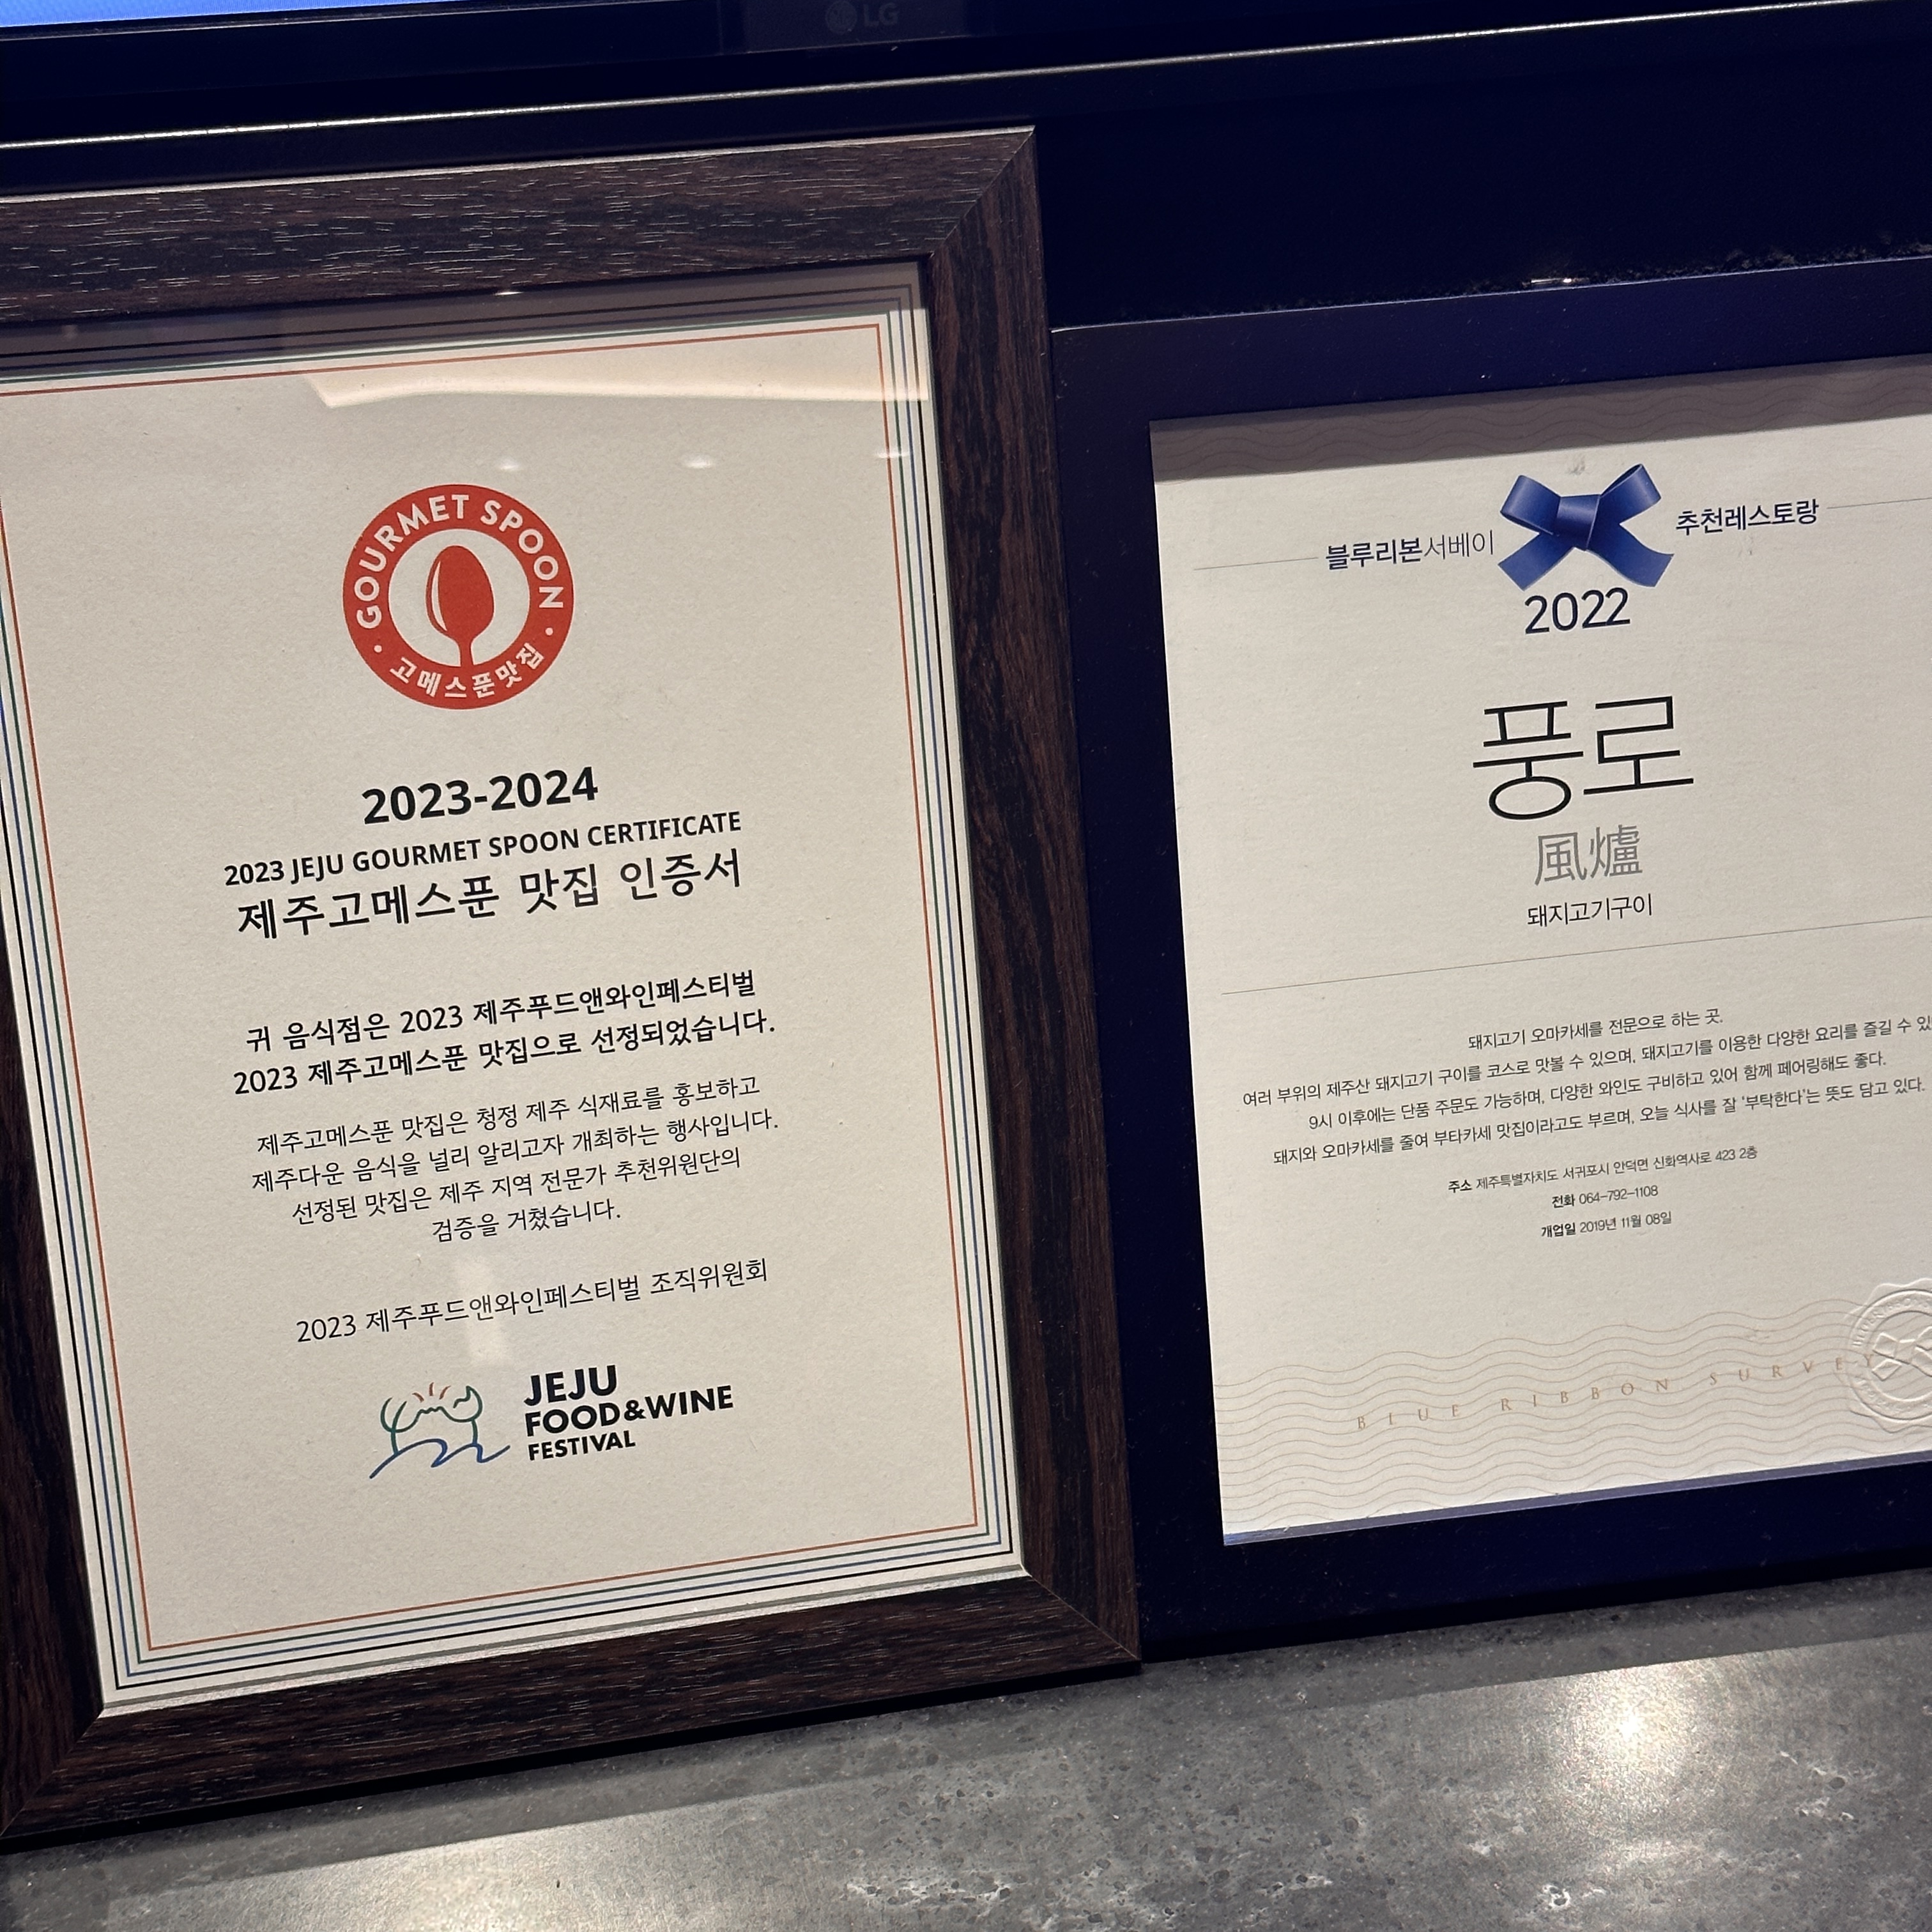 LG
GOURMET SPOON
고메스푼맛집
2023-2024
2023 JEJU GOURMET SPOON CERTIFICATE
제주고메스푼 맛집 인증서
귀 음식점은 2023 제주푸드앤와인페스티벌
2023 제주고메스푼 맛집으로 선정되었습니다.
제주고메스푼 맛집은 청정 제주 식재료를 홍보하고
제주다운 음식을 널리 알리고자 개최하는 행사입니다.
선정된 맛집은 제주 지역 전문가 추천위원단의
검증을 거쳤습니다.
2023 제주푸드앤와인페스티벌 조직위원회
JEJU
FOOD&WINE
FESTIVAL
블루리본서베이 추천레스토랑
2022
풍로
風爐
돼지고기구이
돼지고기 오마카세를 전문으로 하는 곳.
여러 부위의 제주산 돼지고기 구이를 코스로 맛볼 수 있으며, 돼지고기를 이용한 다양한 요리를 즐길 수
9시 이후에는 단품 주문도 가능하며, 다양한 와인도 구비하고 있어 함께 페어링해도 좋다.
돼지와 오마카세를 줄여 부타카세 맛집이라고도 부르며, 오늘 식사를 잘 '부탁한다'는 뜻도 담고 있다.
주소 제주특별자치도 서귀포시 안덕면 신화역사로 423 2층
전화 064-792-1108
개업일 2019년 11월 08일
BLUE RIBBON SURVEY